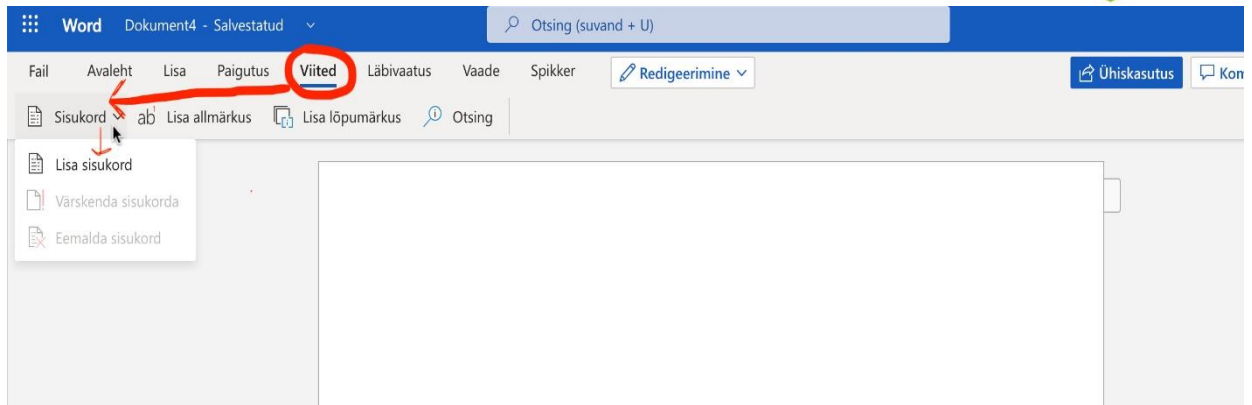 Word Dokument4 - Salvestatud Otsing (suvand + U)
Fail Avaleht Lisa Paigutus Viited Läbivaatus Vaade Spikker Redigeerimine Ühiskasutus Kom
Sisukord ab Lisa allmärkus Lisa lõpumärkus Otsing
Lisa sisukord
Värskenda sisukorda
Eemalda sisukord